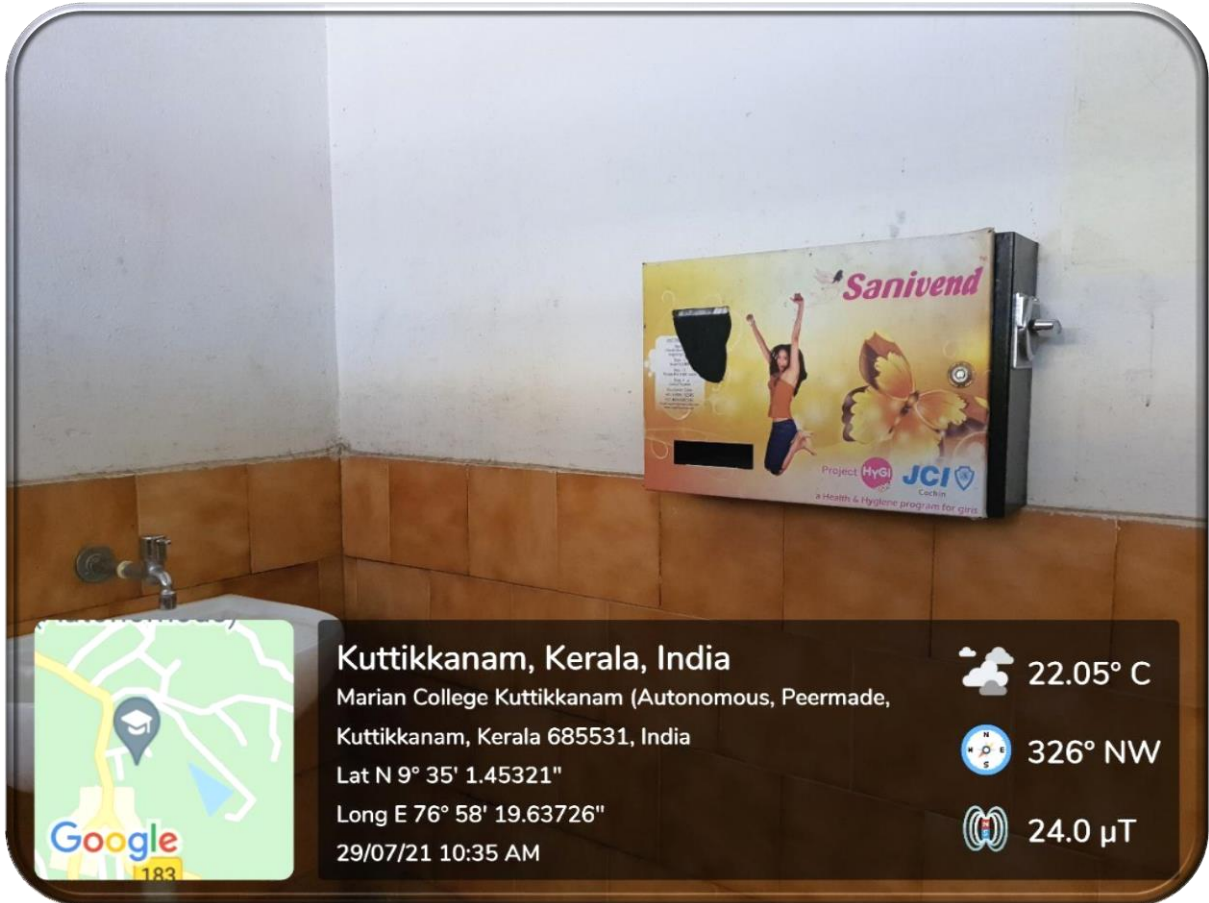 Sanivend
Project HyGi JCI
Cochin
a Health & Hygiene program for girls
Kuttikkanam, Kerala, India
Marian College Kuttikkanam (Autonomous, Peermade,
Kuttikkanam, Kerala 685531, India
Lat N 9° 35' 1.45321"
Long E 76° 58' 19.63726"
29/07/21 10:35 AM
22.05° C
326° NW
24.0 µT
Google
183